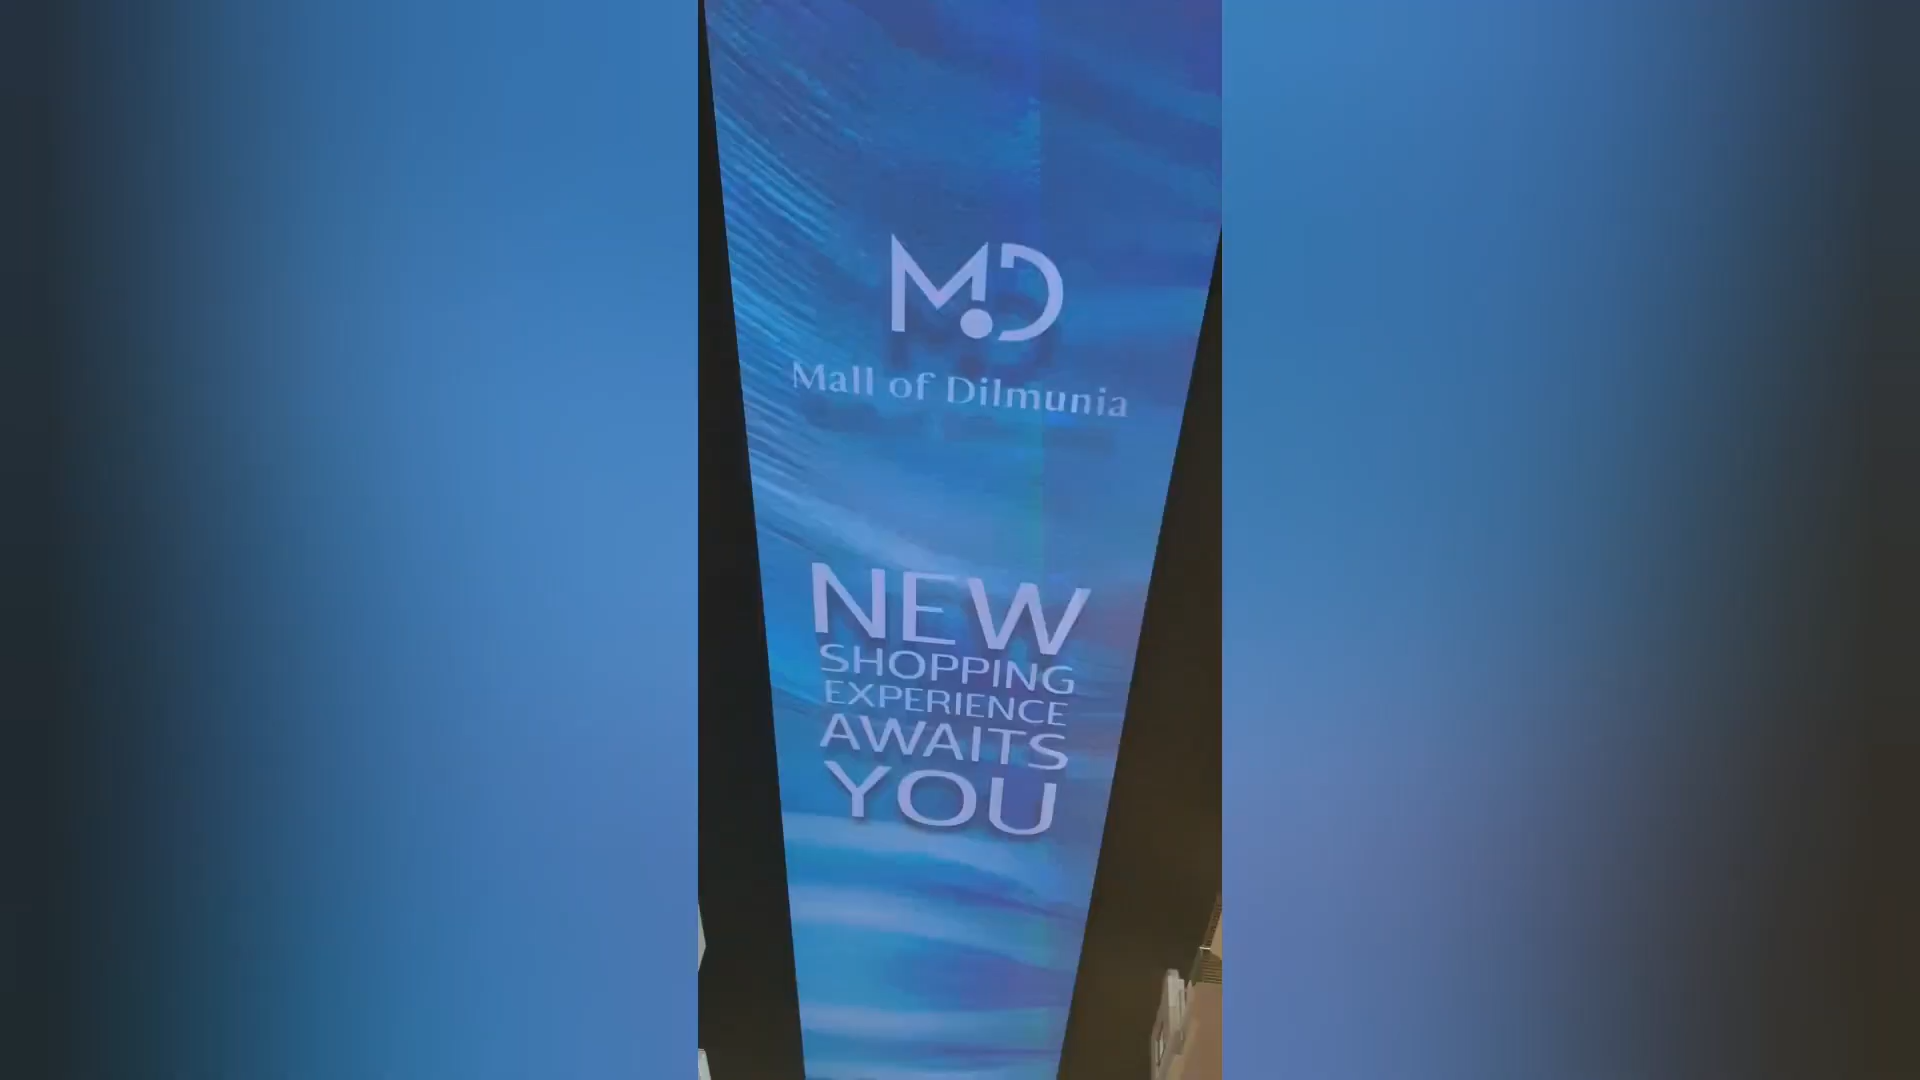 MD
Mall of Dilmunia
NEW
SHOPPING
EXPERIENCE
AWAITS
YOU